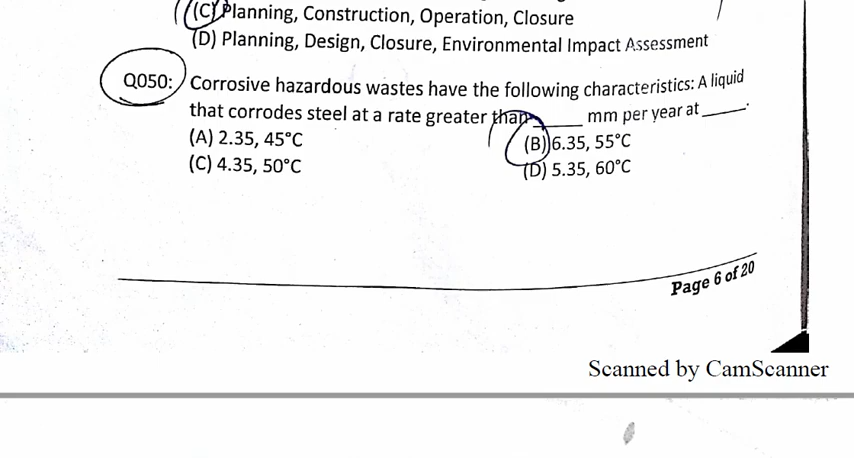 (C) Planning, Construction, Operation, Closure
(D) Planning, Design, Closure, Environmental Impact Assessment
Q050: Corrosive hazardous wastes have the following characteristics: A liquid
that corrodes steel at a rate greater than ______ mm per year at ______.
(A) 2.35, 45°C (B) 6.35, 55°C
(C) 4.35, 50°C (D) 5.35, 60°C
Page 6 of 20
Scanned by CamScanner